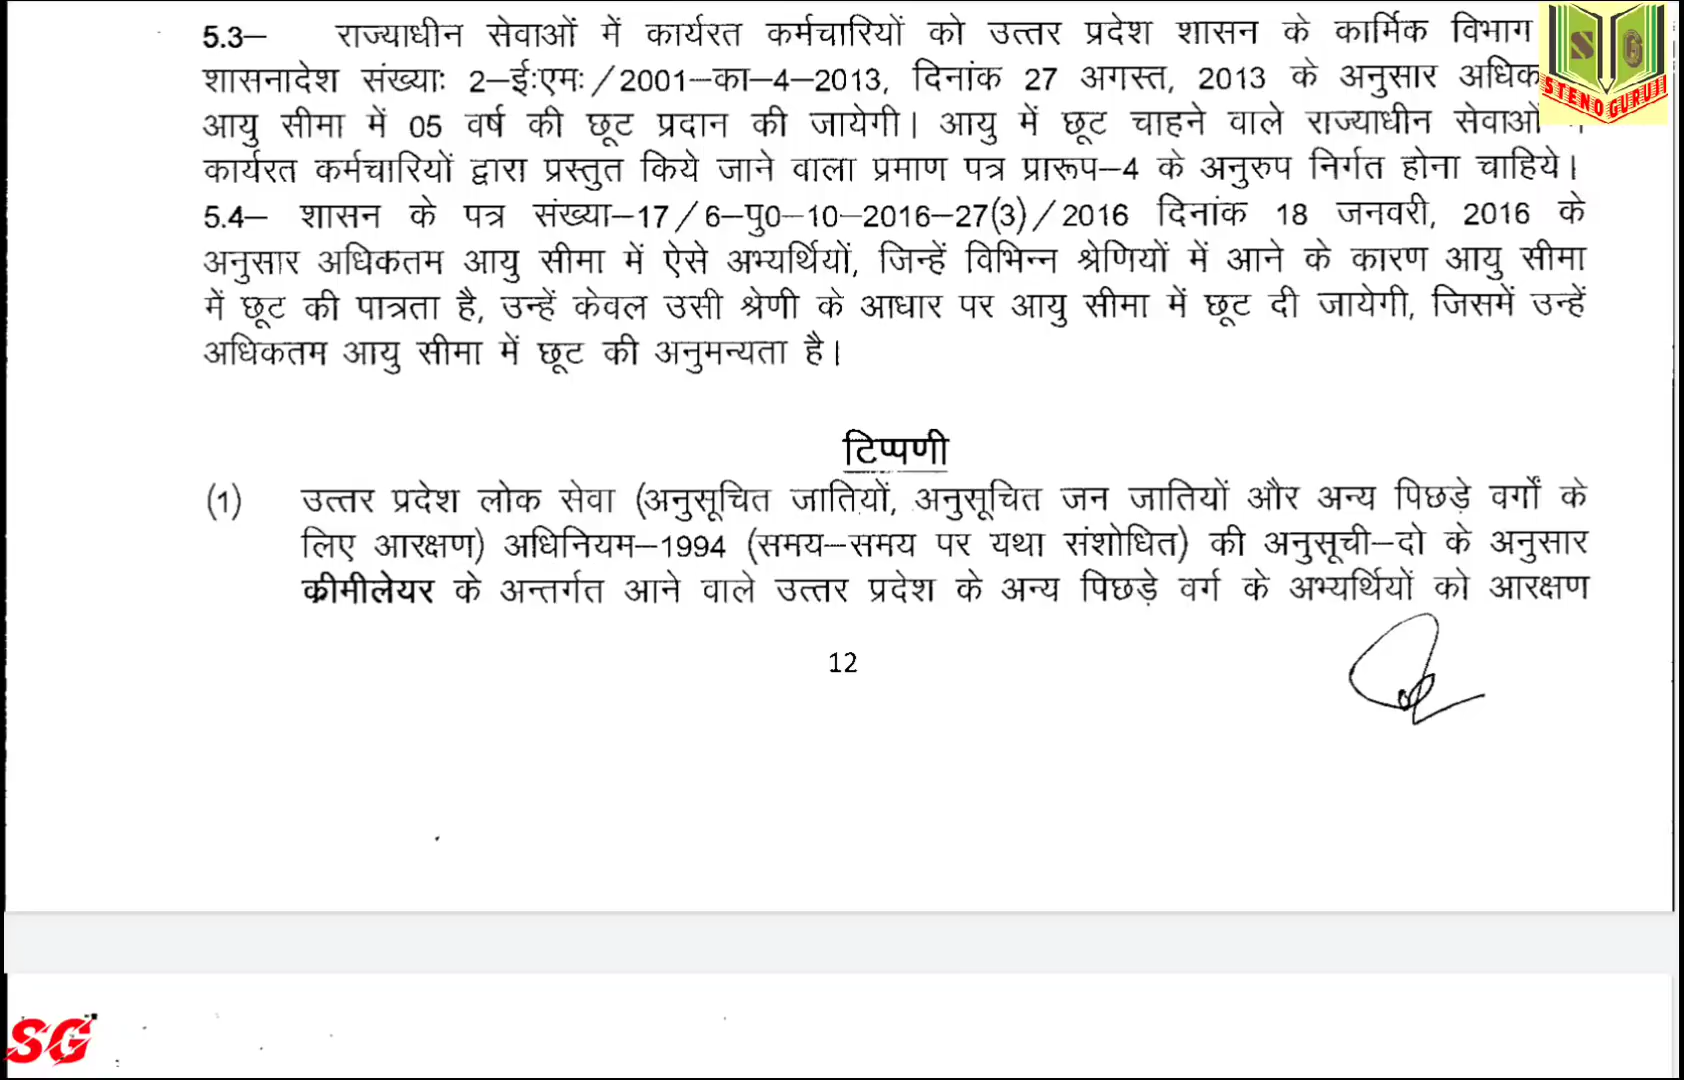 5.3– राज्याधीन सेवाओं में कार्यरत कर्मचारियों को उत्तर प्रदेश शासन के कार्मिक विभाग
शासनादेश संख्याः 2–ईःएमः/2001–का–4–2013, दिनांक 27 अगस्त, 2013 के अनुसार
आयु सीमा में 05 वर्ष की छूट प्रदान की जायेगी। आयु में छूट चाहने वाले राज्याधीन सेवाओं
कार्यरत कर्मचारियों द्वारा प्रस्तुत किये जाने वाला प्रमाण पत्र प्रारूप–4 के अनुरुप निर्गत होना चाहिये।
5.4– शासन के पत्र संख्या–17/6–पु0–10–2016–27(3)/2016 दिनांक 18 जनवरी, 2016 के
अनुसार अधिकतम आयु सीमा में ऐसे अभ्यर्थियों, जिन्हें विभिन्न श्रेणियों में आने के कारण आयु सीमा
में छूट की पात्रता है, उन्हें केवल उसी श्रेणी के आधार पर आयु सीमा में छूट दी जायेगी, जिसमें उन्हें
अधिकतम आयु सीमा में छूट की अनुमन्यता है।
टिप्पणी
(1) उत्तर प्रदेश लोक सेवा (अनुसूचित जातियों, अनुसूचित जन जातियों और अन्य पिछड़े वर्गों के
लिए आरक्षण) अधिनियम–1994 (समय–समय पर यथा संशोधित) की अनुसूची–दो के अनुसार
क्रीमीलेयर के अन्तर्गत आने वाले उत्तर प्रदेश के अन्य पिछड़े वर्ग के अभ्यर्थियों को आरक्षण
12
SG
STENO GURUJI
SG